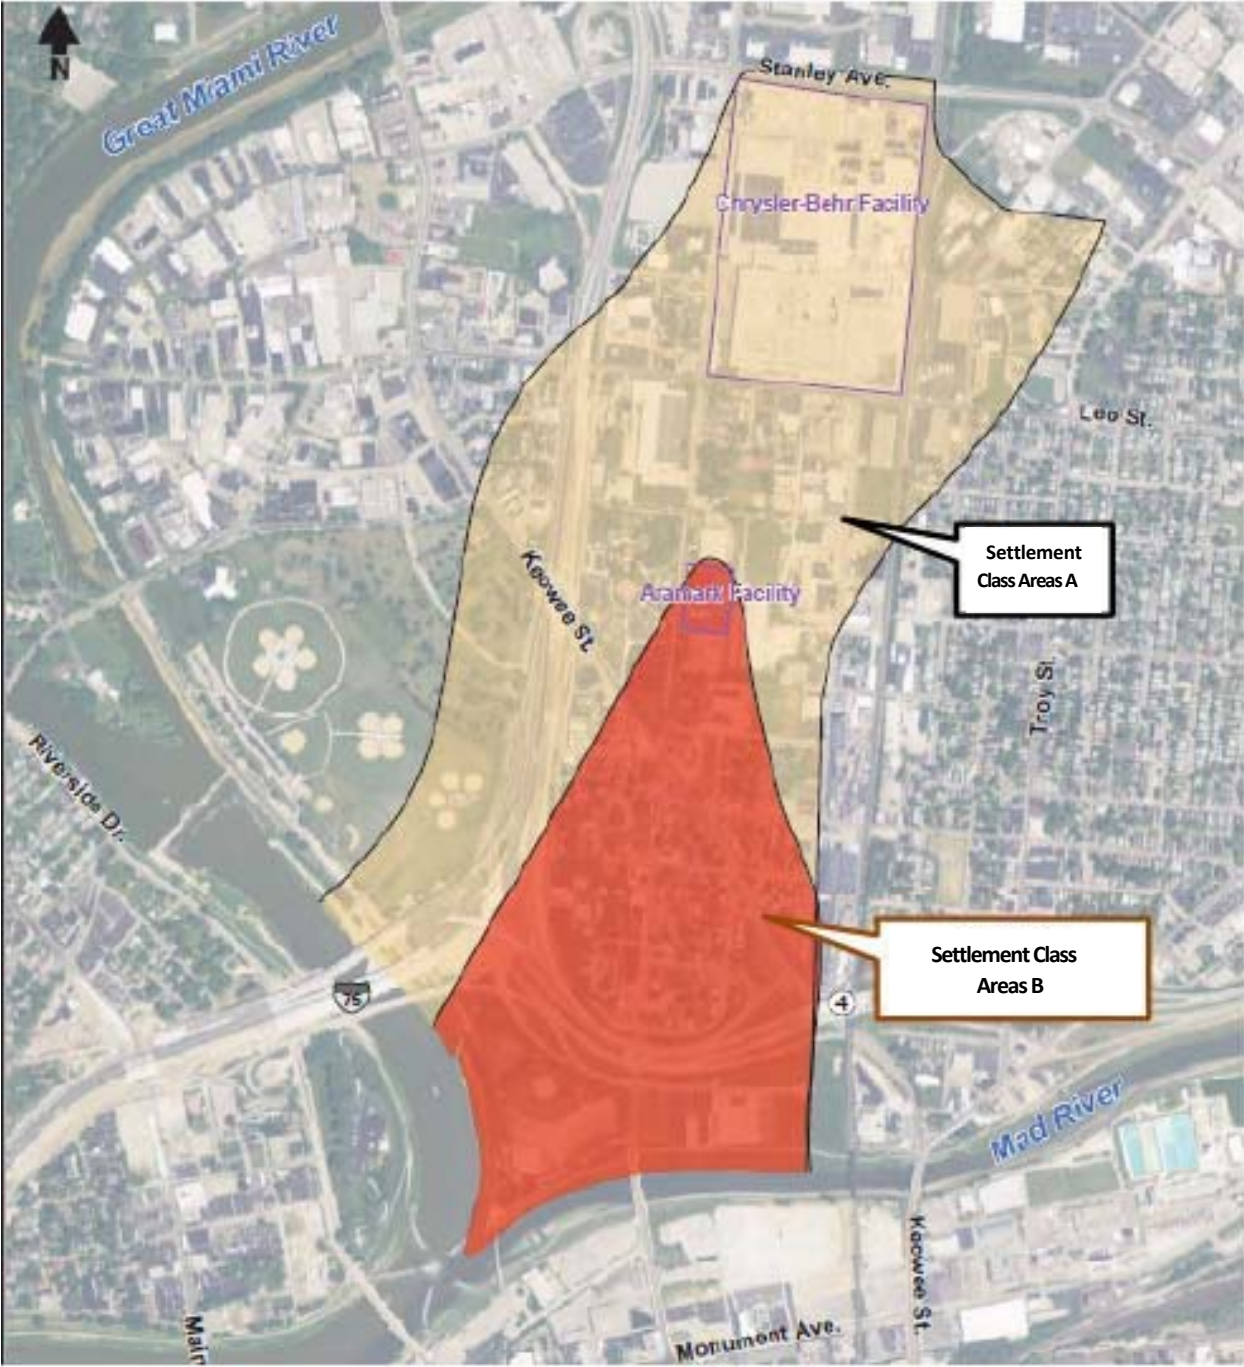 N
Great Miami River
Stanley Ave.
Chrysler-Behr Facility
Leo St.
Settlement
Class Areas A
Keowee St.
Aramark Facility
Troy St.
Riverside Dr.
Settlement Class
Areas B
75
4
Mad River
Keowee St.
Main
Monument Ave.